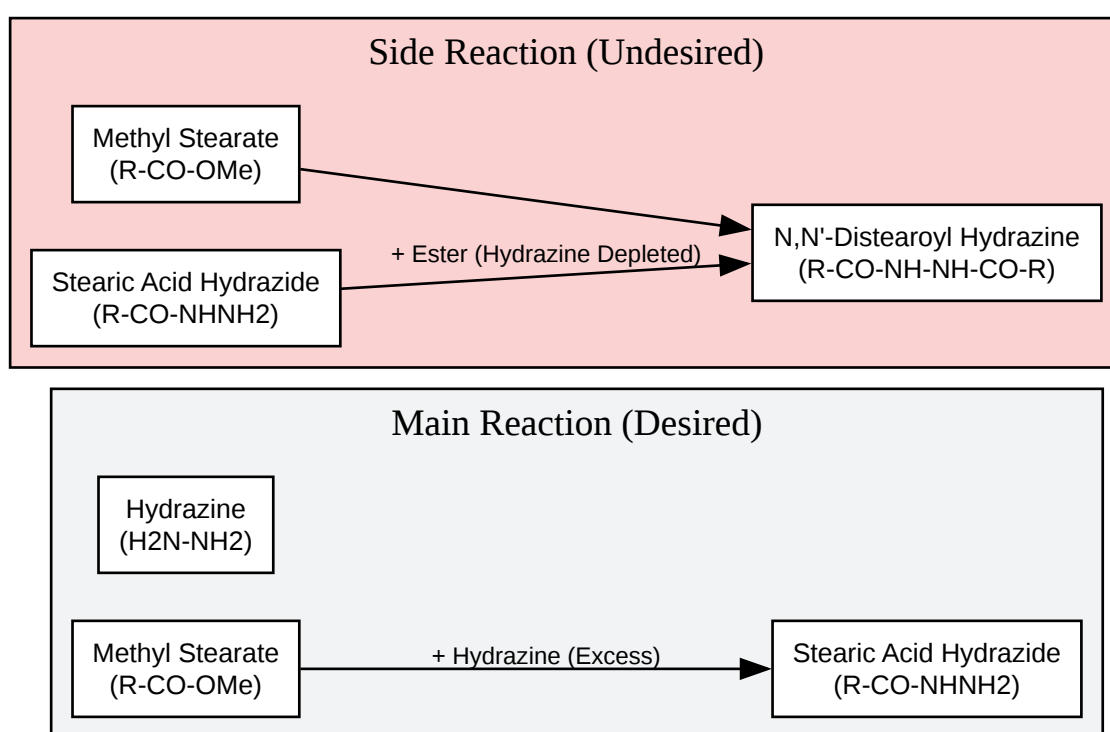 Side Reaction (Undesired)
Methyl Stearate
(R-CO-OMe)
+ Ester (Hydrazine Depleted)
N,N'-Distearoyl Hydrazine
(R-CO-NH-NH-CO-R)
Stearic Acid Hydrazide
(R-CO-NHNH2)
Main Reaction (Desired)
Hydrazine
(H2N-NH2)
Methyl Stearate
(R-CO-OMe)
+ Hydrazine (Excess)
Stearic Acid Hydrazide
(R-CO-NHNH2)